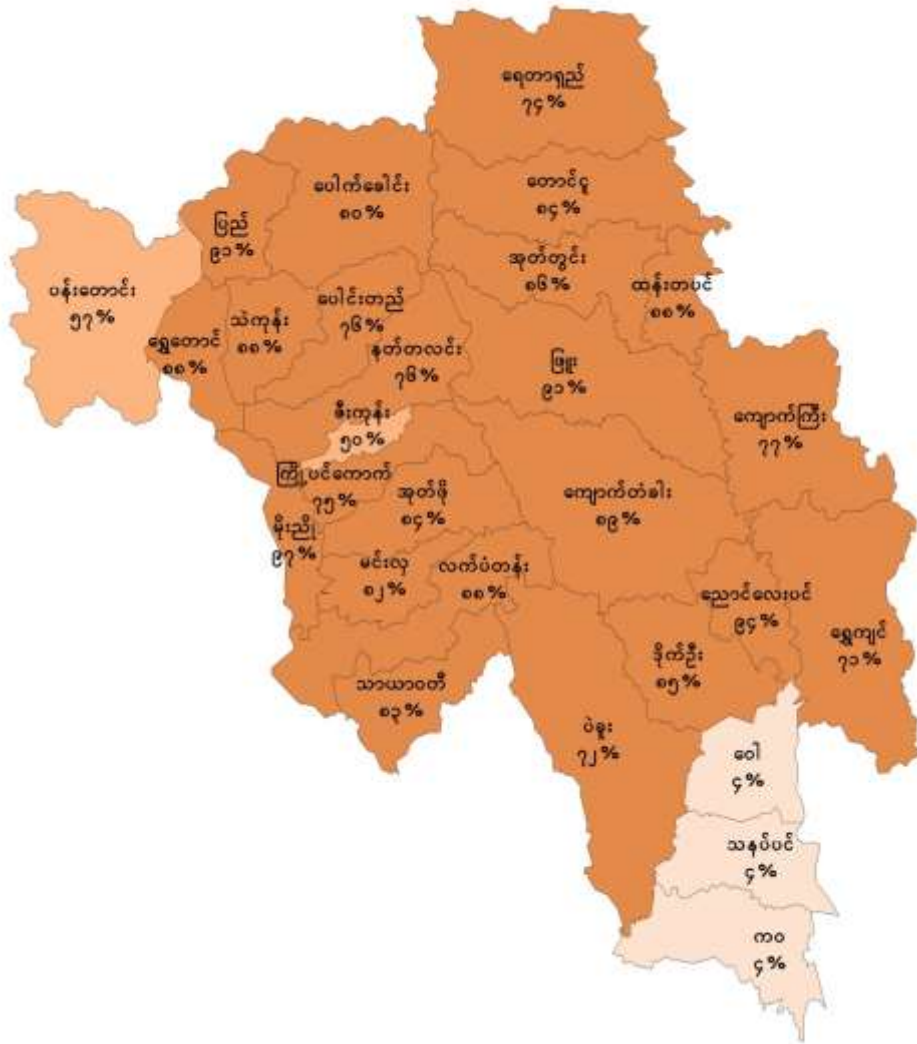 ရေတာရှည်
၇၄%
တောင်ငူ
၈၄%
ပေါက်ခေါင်း
၈၀%
ပြည်
၉၁%
အုတ်တွင်း
၈၆%
ထန်းတပင်
၈၈%
ပန်းတောင်း
၅၇%
ပေါင်းတည်
၇၆%
သဲကုန်း
၈၈%
ရွှေတောင်
၈၈%
နတ်တလင်း
၇၆%
ဖြူး
၉၁%
ကျောက်ကြီး
၇၇%
ဇီးကုန်း
၅၀%
ကြို့ပင်ကောက်
၇၅%
အုတ်ဖို
၈၄%
ကျောက်တံခါး
၈၉%
မိုးညို
၉၇%
မင်းလှ
၈၂%
လက်ပံတန်း
၈၈%
ညောင်လေးပင်
၉၄%
ရွှေကျင်
၇၁%
ဒိုက်ဦး
၈၅%
သာယာဝတီ
၈၃%
ပဲခူး
၇၂%
ဝေါ
၄%
သနပ်ပင်
၄%
ကဝ
၄%